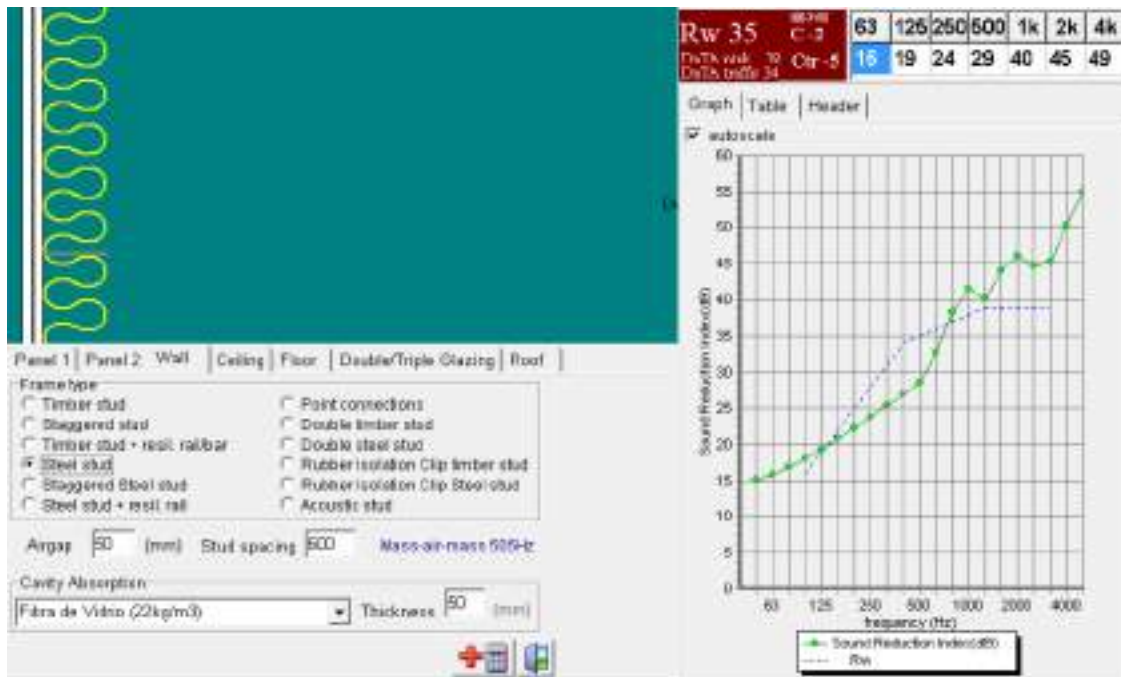 Rw 35
C -2
Ctr -5
DnTA traffic 34
63 125 250 500 1k 2k 4k
16 19 24 29 40 45 49
Graph Table Header
autoscale
Panel 1 Panel 2 Wall Ceiling Floor Double/Triple Glazing Roof
Frame type
Timber stud
Staggered stud
Timber stud + resil. rail/bar
Steel stud
Staggered Steel stud
Steel stud + resil. rail
Point connections
Double timber stud
Double steel stud
Rubber isolation Clip timber stud
Rubber isolation Clip Steel stud
Acoustic stud
Airgap 50 (mm) Stud spacing 600 Mass-air-mass
Cavity Absorption
Fibra de Vidrio (22kg/m3) Thickness 50 (mm)
Sound Reduction Index(dB)
60
55
50
45
40
35
30
25
20
15
10
5
0
63 125 250 500 1000 2000 4000
frequency (Hz)
Sound Reduction Index(dB)
Rw